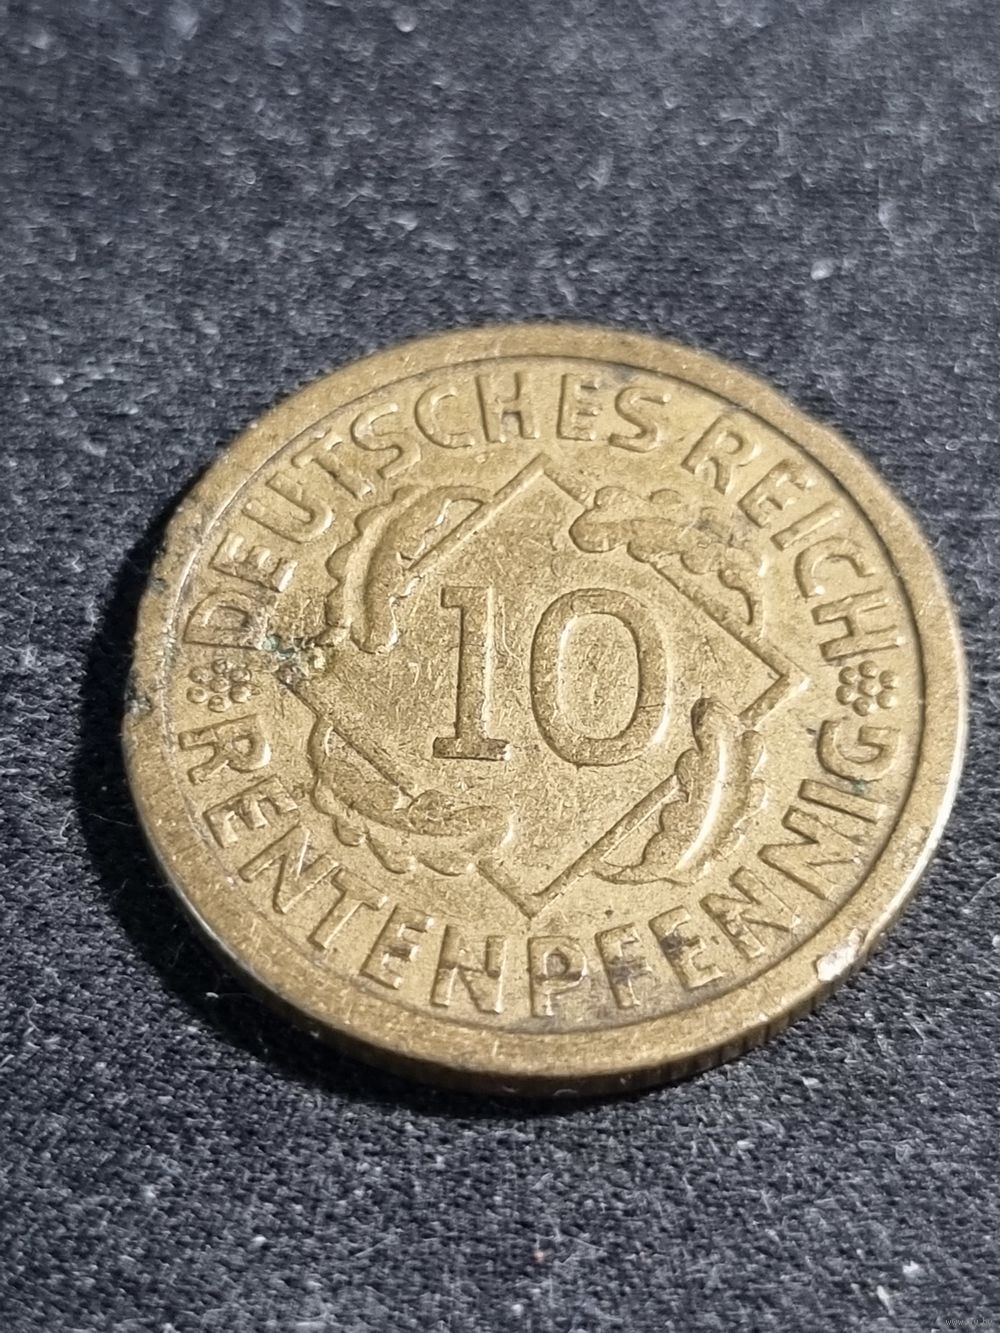 DEUTSCHES REICH
10
RENTENPFENNIG